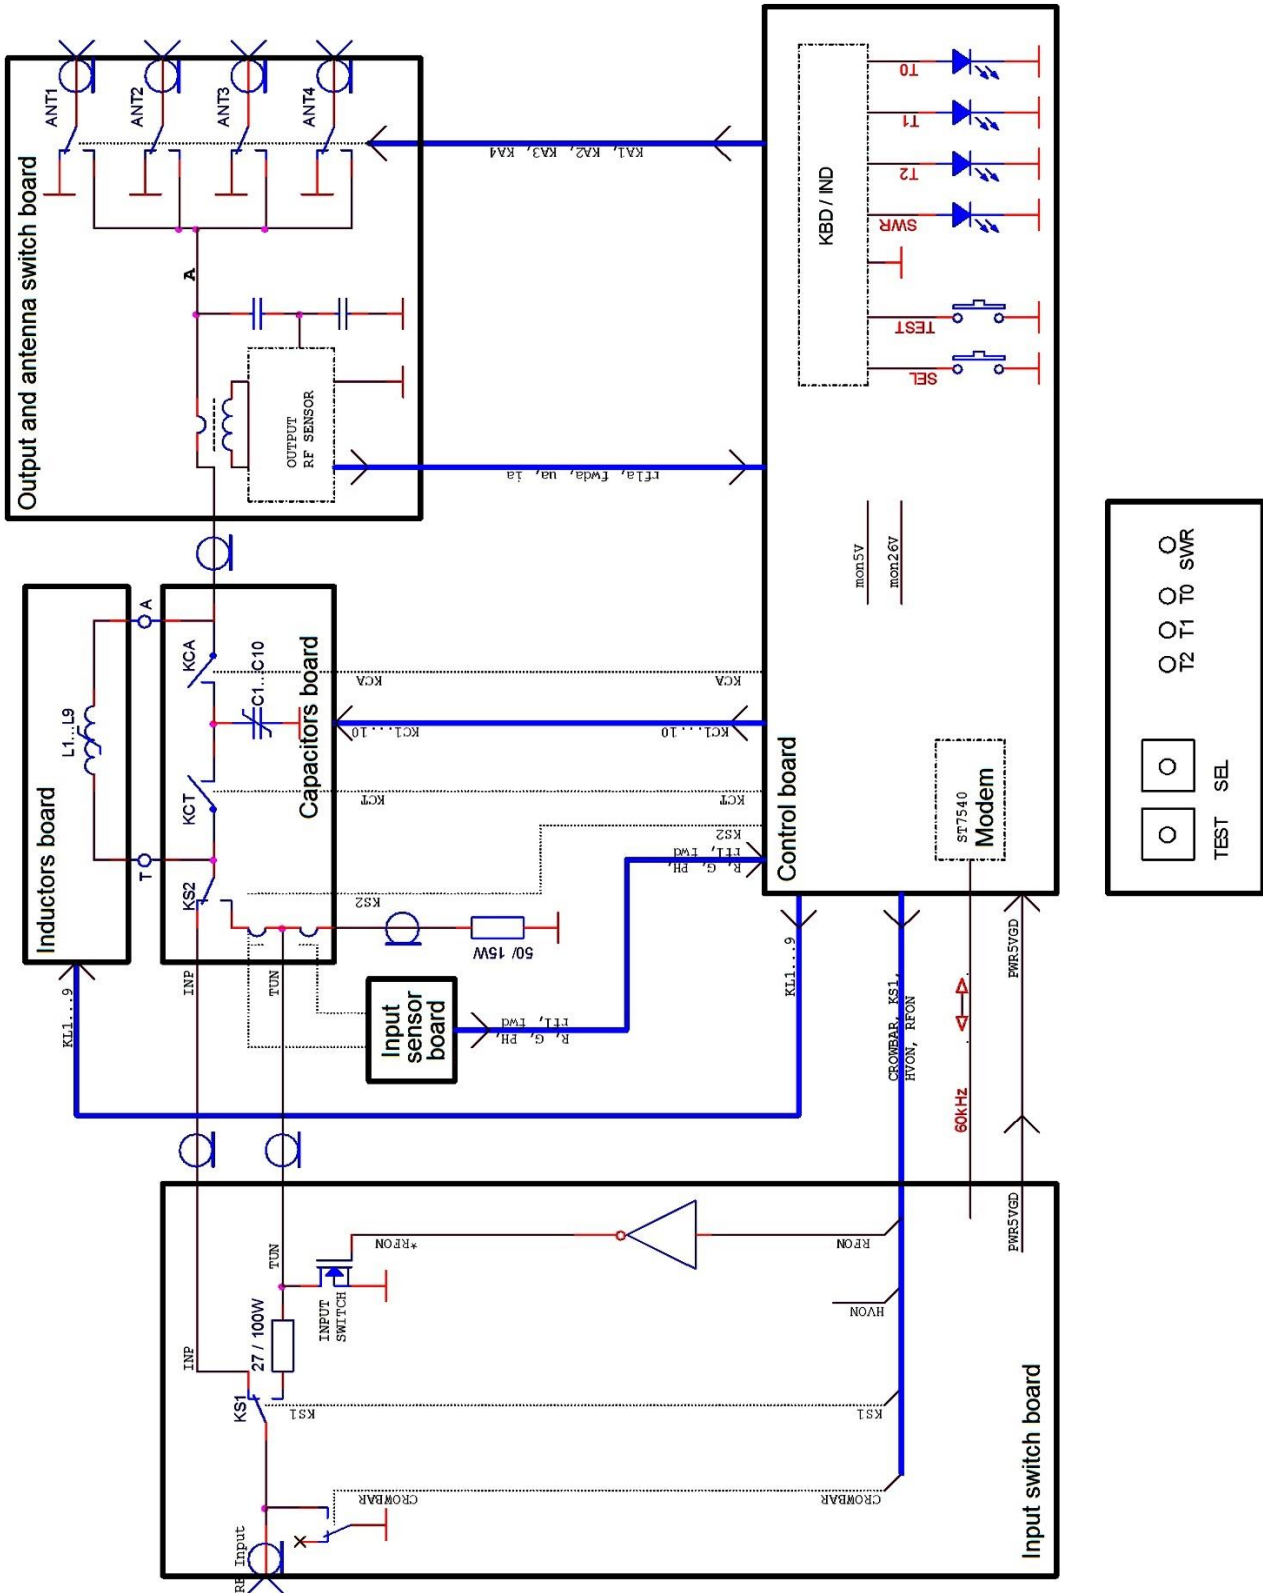 Output and antenna switch board
ANT1
ANT2
ANT3
ANT4
A
OUTPUT
RF SENSOR
KA1, KA2, KA3, KA4
rfla, fwda, ua, ia
KBD / IND
T0
T1
T2
SWR
TEST
SEL
mon5V
mon26V
Inductors board
L1...L9
A
T
Capacitors board
KCA
C1...C10
KCT
KS2
KCA
KCA
KC1...10
KC1...10
KCT
KCT
KS2
KS2
INP
TUN
50/ 15W
Input
sensor
board
R, G, PH,
rfl, fwd
R, G, PH,
rfl, fwd
KL1...9
KL1...9
Control board
ST7540
Modem
CROWBAR, KS1,
HVON, RFON
60kHz
PWR5VGD
PWR5VGD
SWR
T0
T1
T2
SEL
TEST
Input switch board
TUN
INP
INPUT
SWITCH
27 / 100W
KS1
*RFON
RFON
HVON
KS1
KS1
CROWBAR
CROWBAR
RF Input